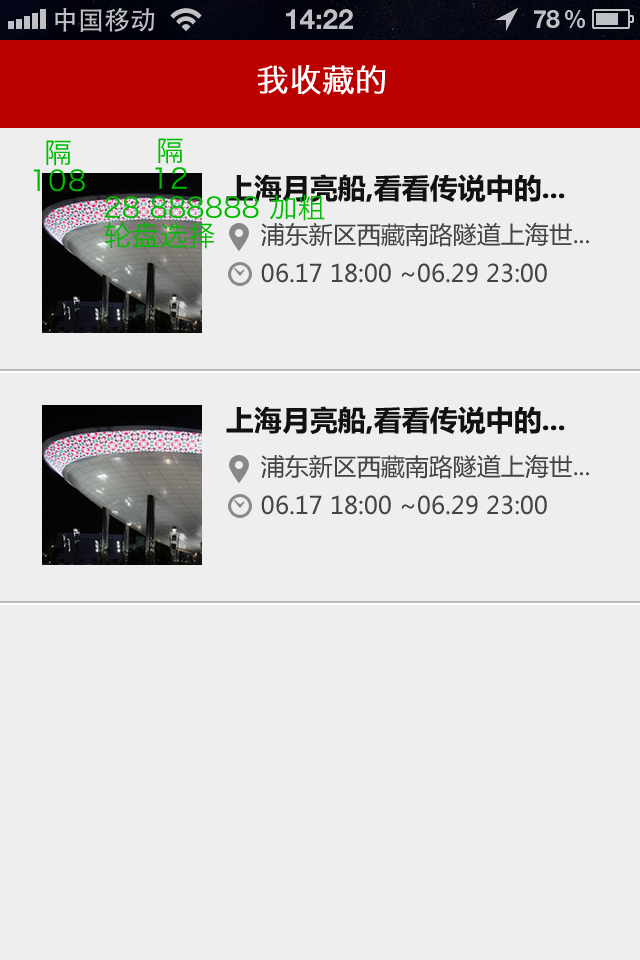 中国移动 14:22 78%
我收藏的
隔 隔
108 12
上海月亮船,看看传说中的...
28 888888 加粗
轮盘选择
浦东新区西藏南路隧道上海世...
06.17 18:00 ~06.29 23:00
上海月亮船,看看传说中的...
浦东新区西藏南路隧道上海世...
06.17 18:00 ~06.29 23:00